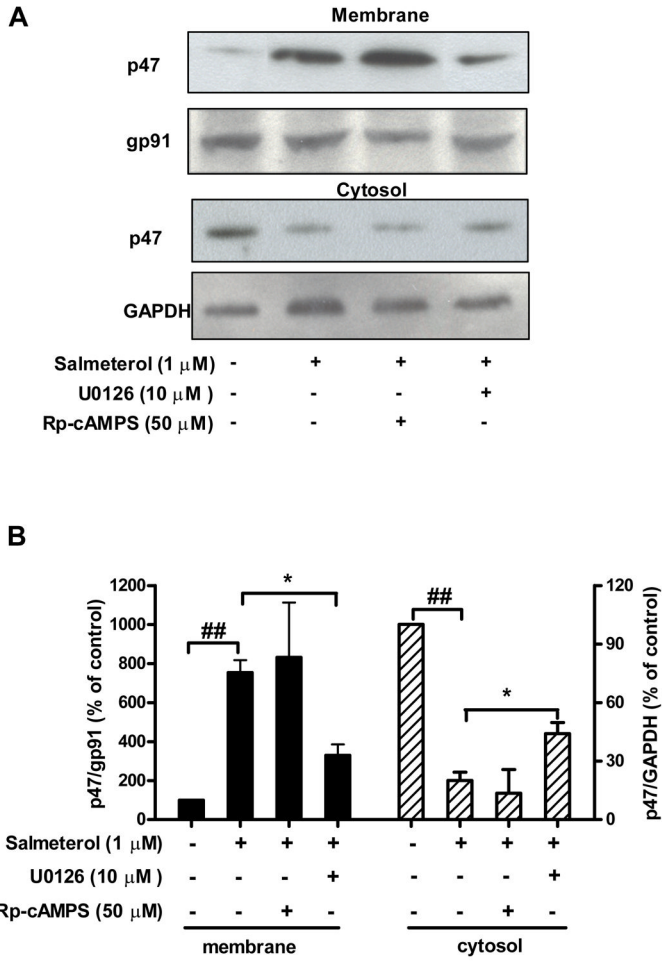 A
Membrane
p47
gp91
Cytosol
p47
GAPDH
Salmeterol (1 μM) - + + +
U0126 (10 μM ) - - - +
Rp-cAMPS (50 μM) - - + -
B
p47/gp91 (% of control)
1200
1000
800
600
400
200
0
## *
## *
120
90
60
30
0
p47/GAPDH (% of control)
Salmeterol (1 μM) - + + + - + + +
U0126 (10 μM ) - - - + - - - +
Rp-cAMPS (50 μM) - - + - - - + -
membrane cytosol